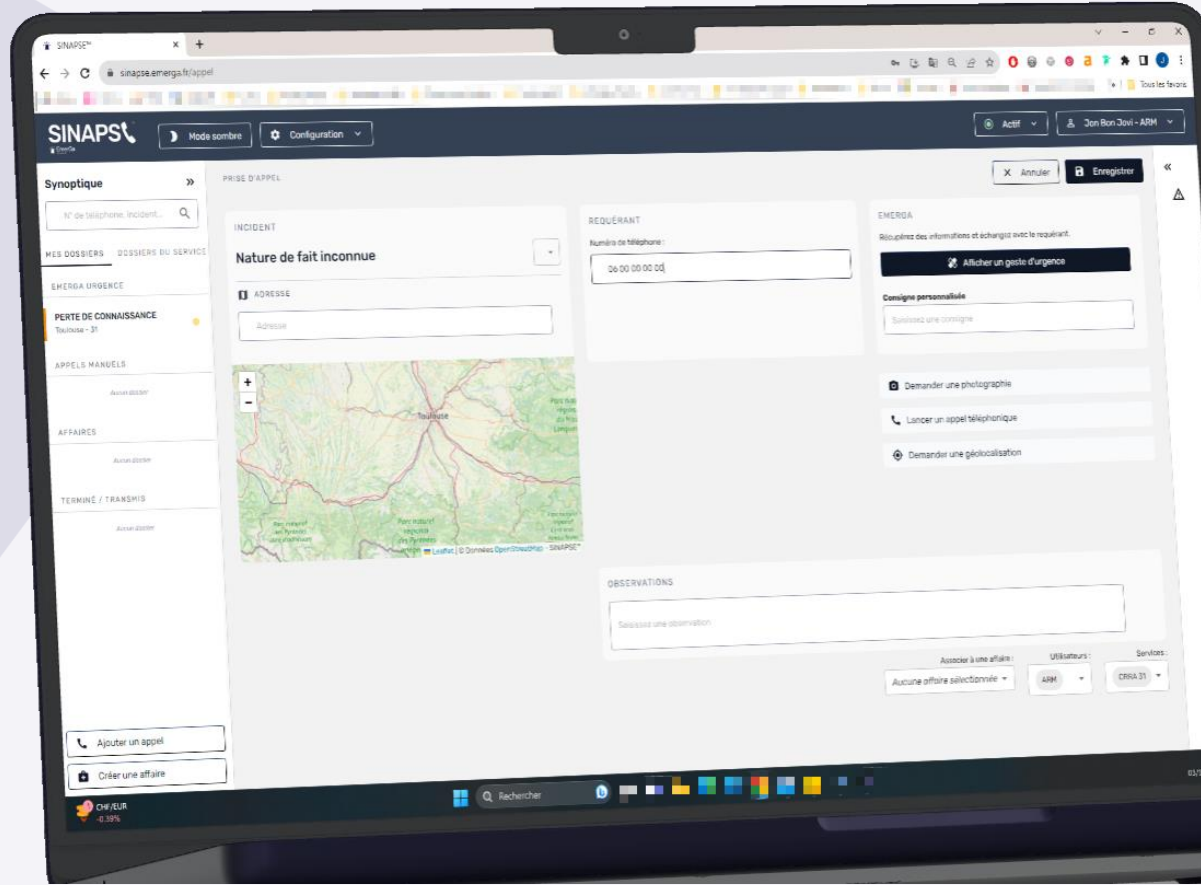 SINAPSE™
sinapse.emerga.fr/appel
Tous les favoris
SINAPS
EmerGa
Mode sombre
Configuration
Actif
Jon Bon Jovi - ARM
Synoptique
N° de téléphone, Incident...
MES DOSSIERS
DOSSIERS DU SERVICE
EMERGA URGENCE
PERTE DE CONNAISSANCE
Toulouse - 31
APPELS MANUELS
Aucun dossier
AFFAIRES
Aucun dossier
TERMINÉ / TRANSMIS
Aucun dossier
Ajouter un appel
Créer une affaire
PRISE D'APPEL
Annuler
Enregistrer
INCIDENT
Nature de fait inconnue
ADRESSE
Adresse
+
−
Toulouse
Parc naturel
régional
des Pyrénées
Leaflet | © Données OpenStreetMap - SINAPSE™
REQUÉRANT
Numéro de téléphone :
06 00 00 00 00
EMERGA
Récupérez des informations et échangez avec le requérant.
Afficher un geste d'urgence
Consigne personnalisée
Saisissez une consigne
Demander une photographie
Lancer un appel téléphonique
Demander une géolocalisation
OBSERVATIONS
Saisissez une observation
Associer à une affaire :
Aucune affaire sélectionnée
Utilisateurs :
ARM
Services :
CRRA 31
CHF/EUR
-0.39%
Rechercher